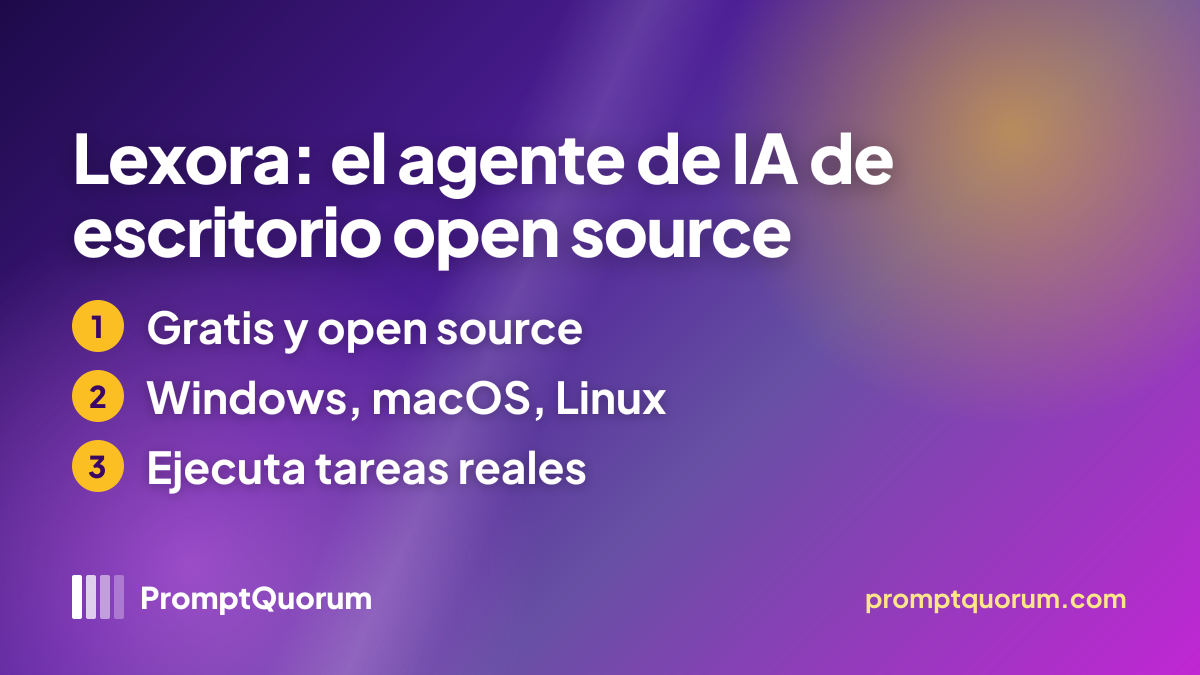 Lexora: el agente de IA de
escritorio open source
1 Gratis y open source
2 Windows, macOS, Linux
3 Ejecuta tareas reales
PromptQuorum
promptquorum.com